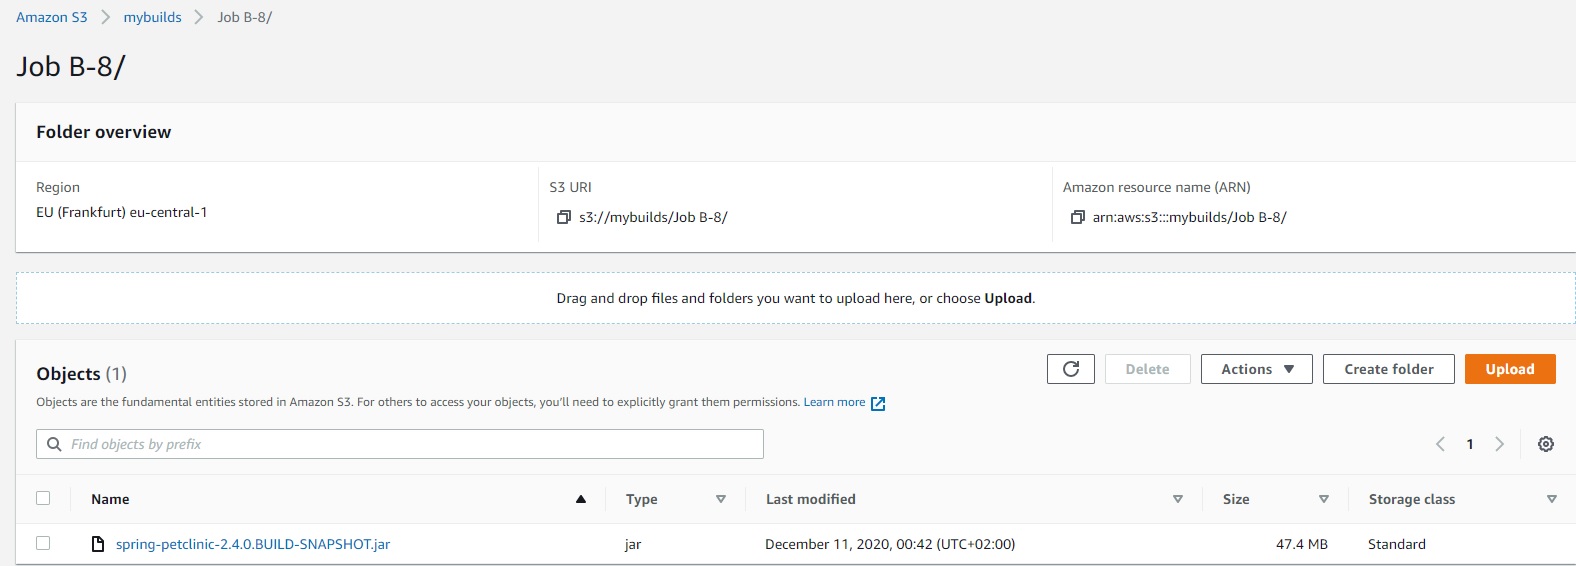 Amazon S3 > mybuilds > Job B-8/
Job B-8/
Folder overview
Region S3 URI Amazon resource name (ARN)
EU (Frankfurt) eu-central-1 s3://mybuilds/Job B-8/ arn:aws:s3:::mybuilds/Job B-8/
Drag and drop files and folders you want to upload here, or choose Upload.
Objects (1) Delete Actions Create folder Upload
Objects are the fundamental entities stored in Amazon S3. For others to access your objects, you'll need to explicitly grant them permissions. Learn more
Find objects by prefix 1
Name Type Last modified Size Storage class
spring-petclinic-2.4.0.BUILD-SNAPSHOT.jar jar December 11, 2020, 00:42 (UTC+02:00) 47.4 MB Standard